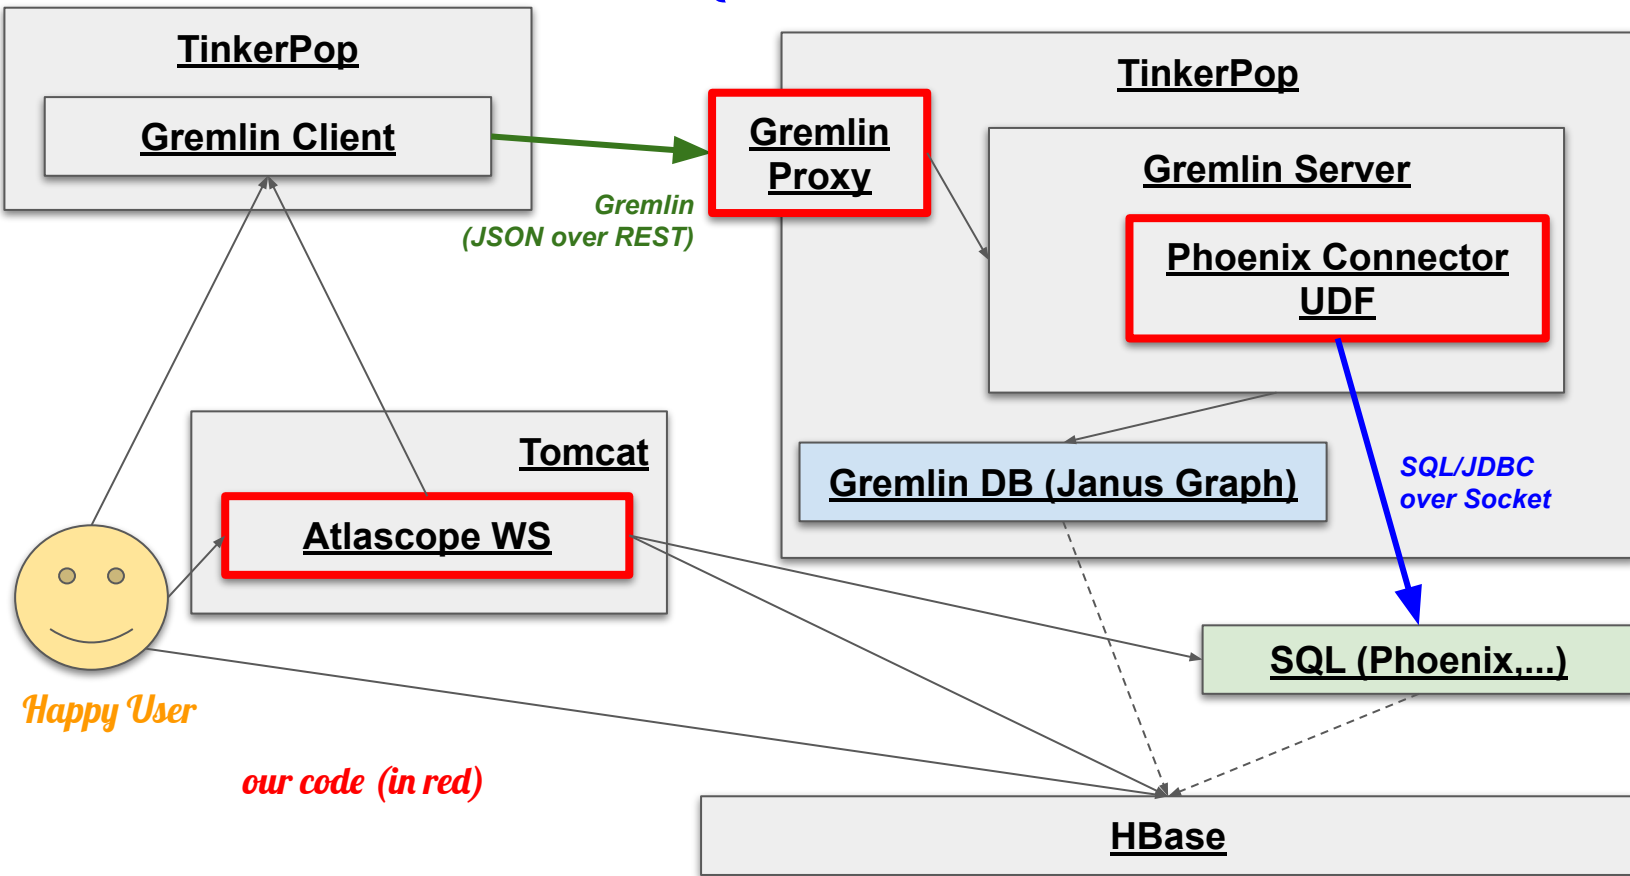 TinkerPop
Gremlin Client
TinkerPop
Gremlin
Proxy
Gremlin Server
Gremlin
(JSON over REST)
Phoenix Connector
UDF
Tomcat
Atlascope WS
Gremlin DB (Janus Graph)
SQL/JDBC
over Socket
SQL (Phoenix,...)
Happy User
our code (in red)
HBase